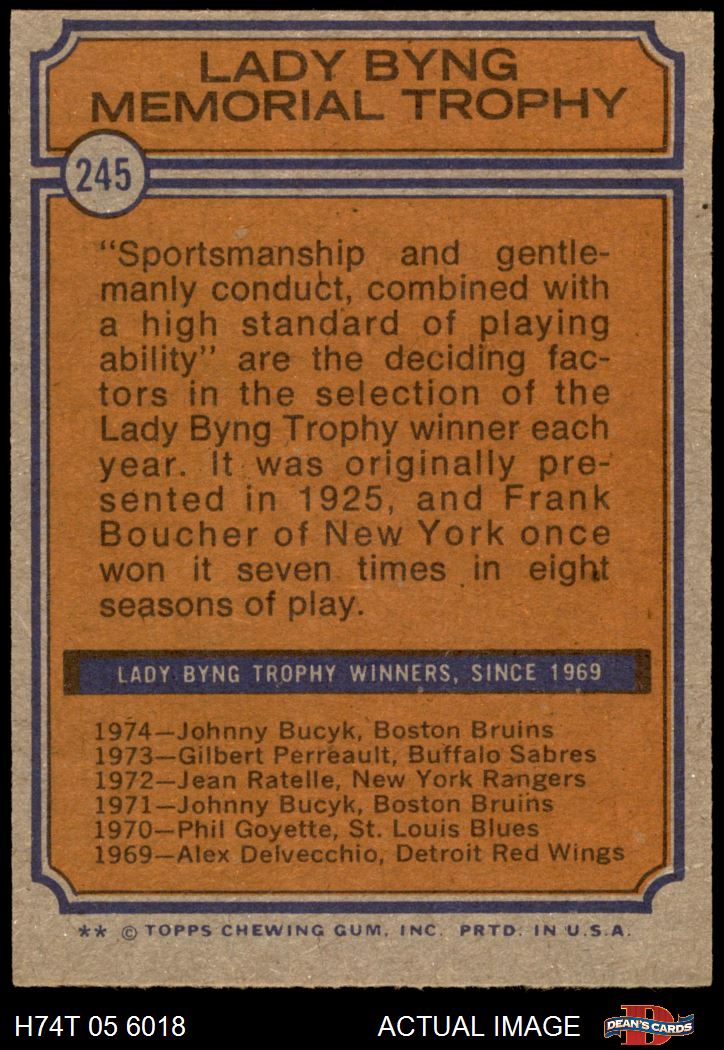 LADY BYNG
MEMORIAL TROPHY
245
"Sportsmanship and gentle-
manly conduct, combined with
a high standard of playing
ability" are the deciding fac-
tors in the selection of the
Lady Byng Trophy winner each
year. It was originally pre-
sented in 1925, and Frank
Boucher of New York once
won it seven times in eight
seasons of play.
LADY BYNG TROPHY WINNERS, SINCE 1969
1974—Johnny Bucyk, Boston Bruins
1973—Gilbert Perreault, Buffalo Sabres
1972—Jean Ratelle, New York Rangers
1971—Johnny Bucyk, Boston Bruins
1970—Phil Goyette, St. Louis Blues
1969—Alex Delvecchio, Detroit Red Wings
** © TOPPS CHEWING GUM, INC. PRTD. IN U.S.A.
H74T 05 6018 ACTUAL IMAGE D DEAN'S CARDS